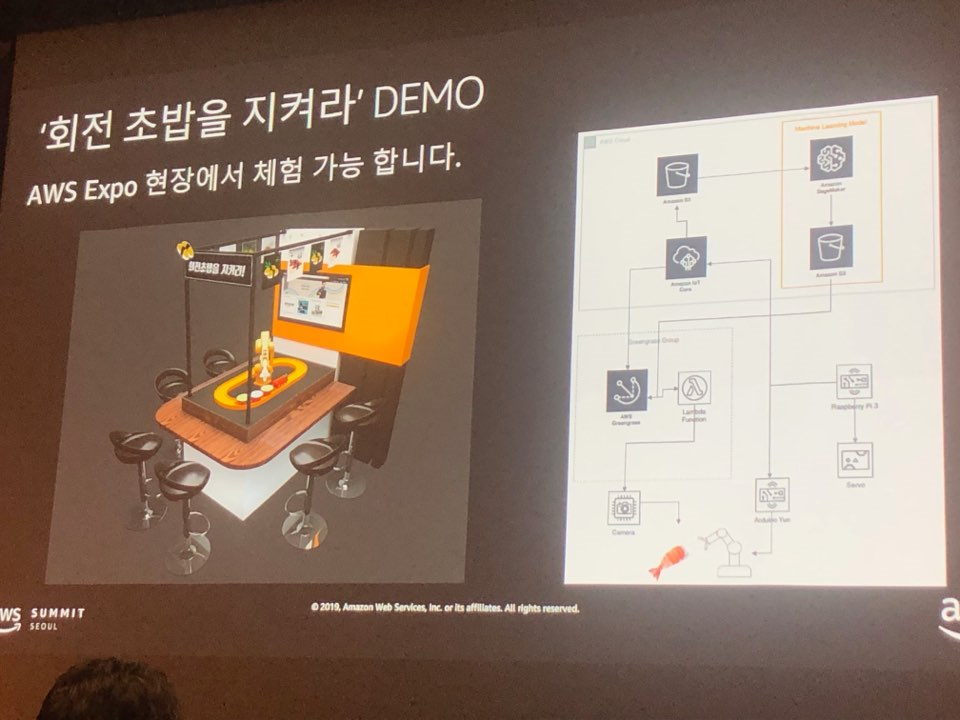 '회전 초밥을 지켜라' DEMO
AWS Expo 현장에서 체험 가능 합니다.
회전초밥을 지켜라!
AWS Cloud
Machine Learning Model
Amazon S3
Amazon
SageMaker
Amazon IoT
Core
Amazon S3
Greengrass Group
AWS
Greengrass
Lambda
Function
Raspberry Pi 3
Servo
Camera
Arduino Yun
WS SUMMIT
SEOUL
© 2019, Amazon Web Services, Inc. or its affiliates. All rights reserved.
a